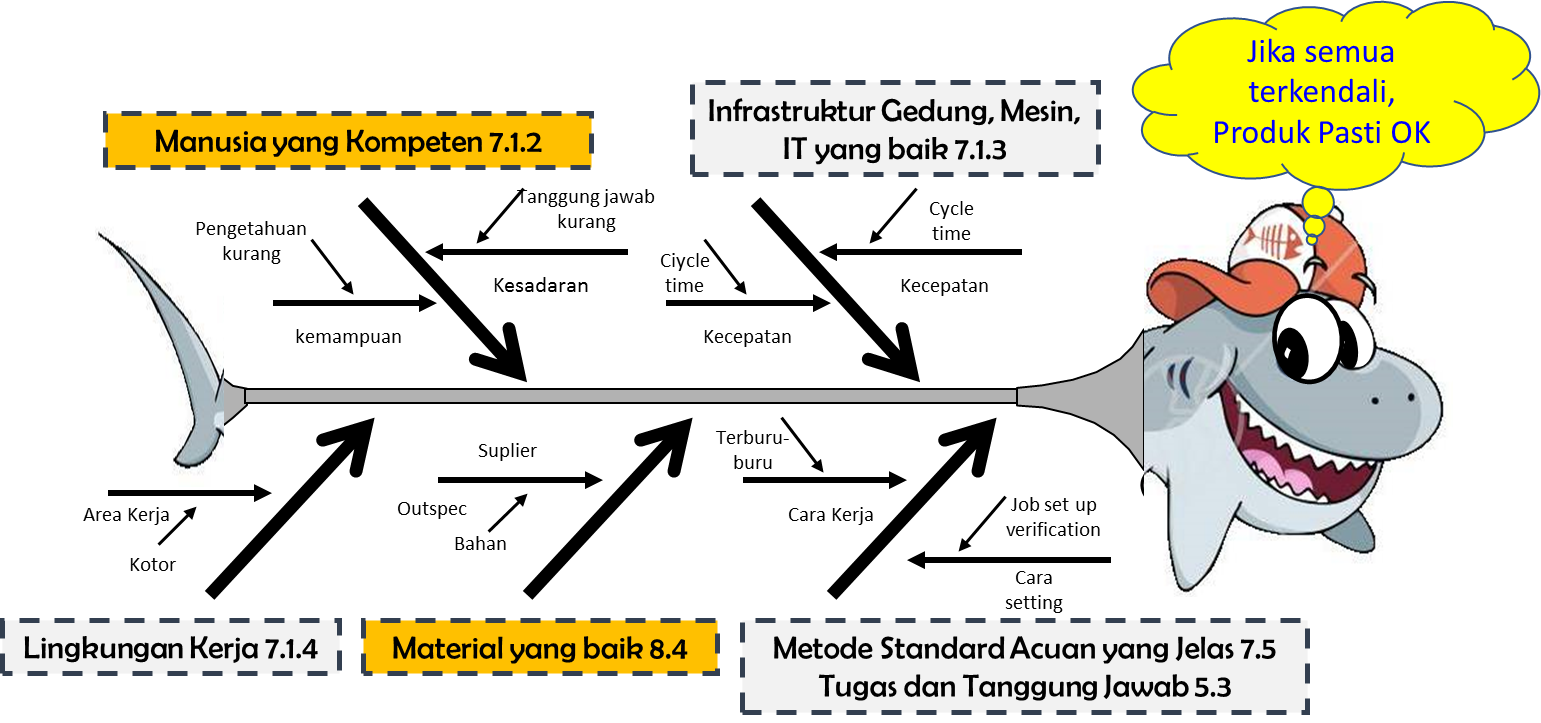 Jika semua
terkendali,
Produk Pasti OK
Manusia yang Kompeten 7.1.2
Infrastruktur Gedung, Mesin,
IT yang baik 7.1.3
Pengetahuan
kurang
kemampuan
Tanggung jawab
kurang
Kesadaran
Ciycle
time
Kecepatan
Cycle
time
Kecepatan
Area Kerja
Kotor
Suplier
Outspec
Bahan
Terburu-
buru
Cara Kerja
Job set up
verification
Cara
setting
Lingkungan Kerja 7.1.4
Material yang baik 8.4
Metode Standard Acuan yang Jelas 7.5
Tugas dan Tanggung Jawab 5.3